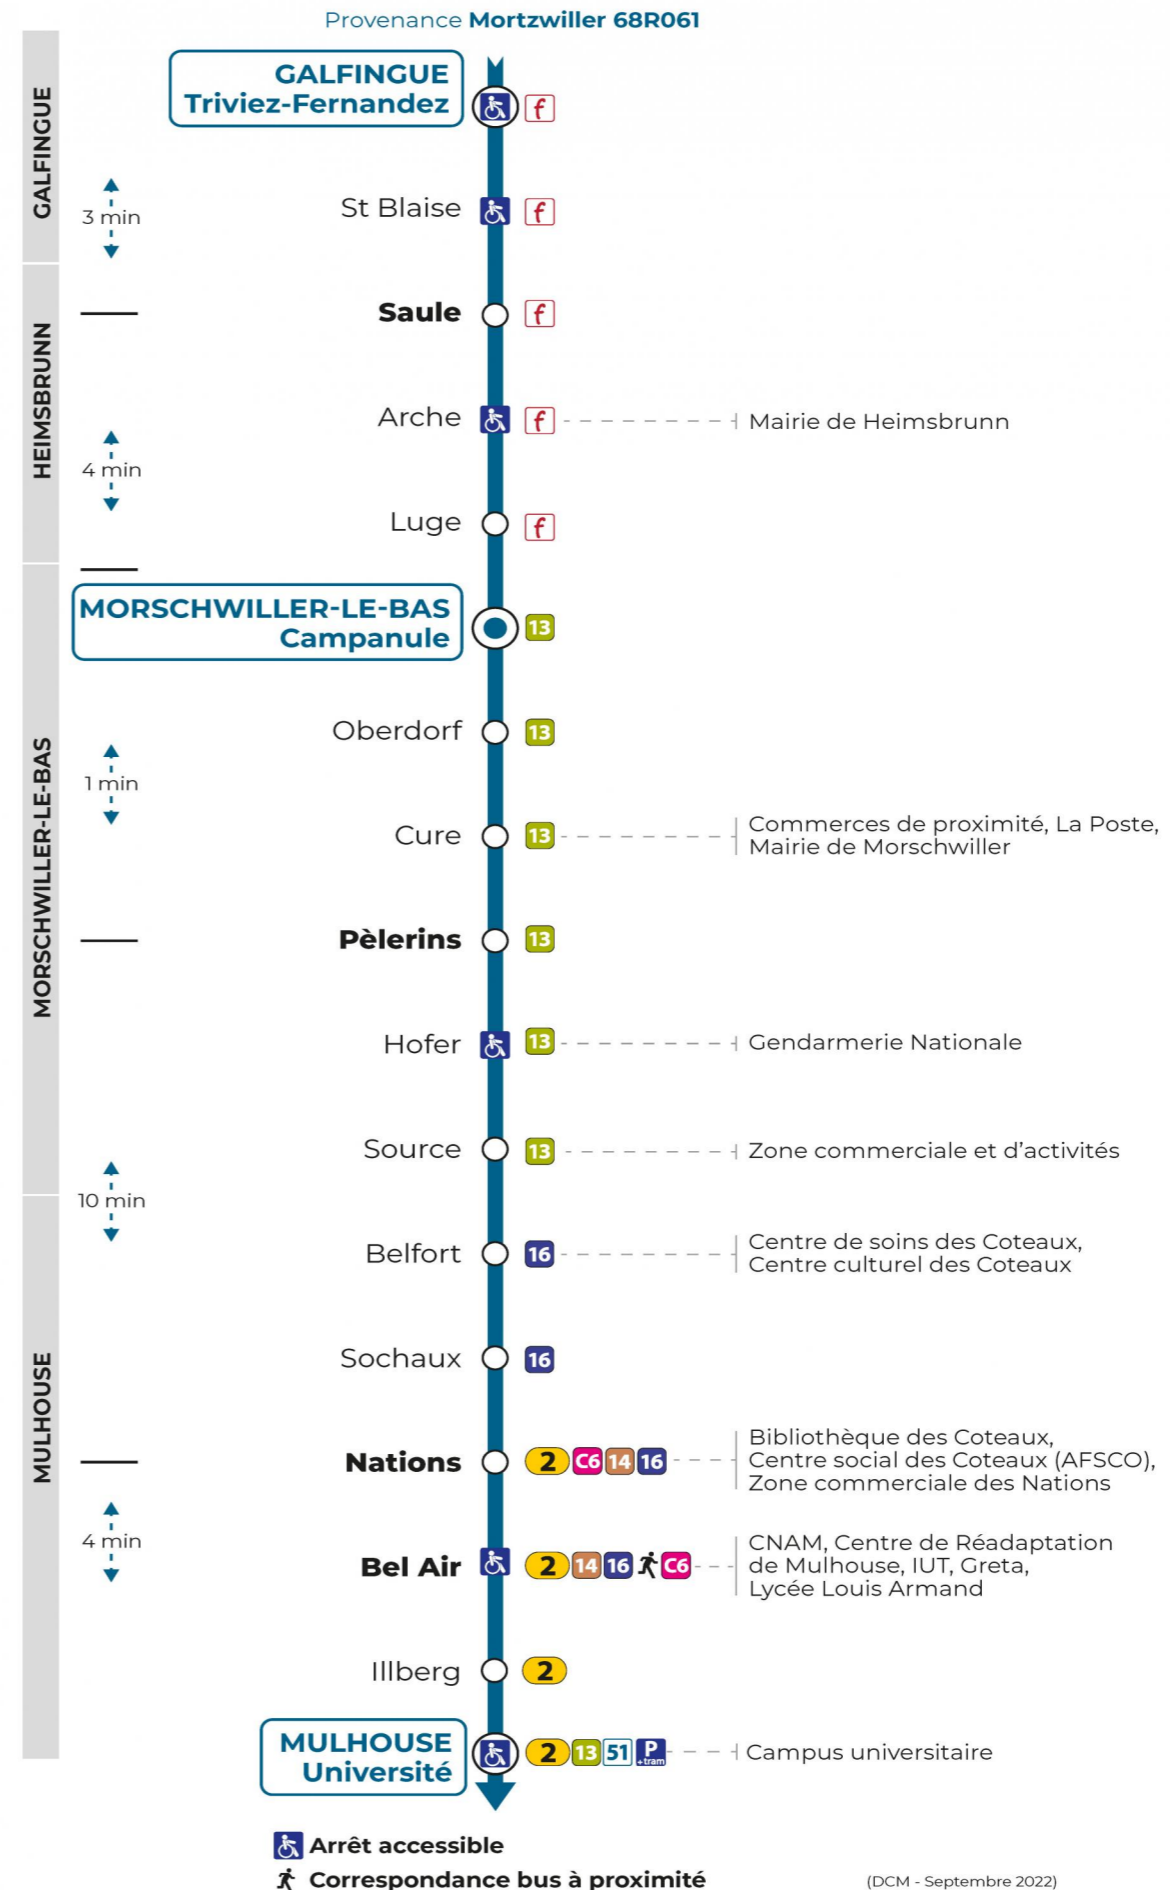 Provenance Mortzwiller 68R061
GALFINGUE
GALFINGUE
Triviez-Fernandez
f
3 min
St Blaise
f
HEIMSBRUNN
Saule
f
Arche
f
Mairie de Heimsbrunn
4 min
Luge
f
MORSCHWILLER-LE-BAS
MORSCHWILLER-LE-BAS
Campanule
13
Oberdorf
13
1 min
Cure
13
Commerces de proximité, La Poste,
Mairie de Morschwiller
Pèlerins
13
Hofer
13
Gendarmerie Nationale
Source
13
Zone commerciale et d'activités
10 min
MULHOUSE
Belfort
16
Centre de soins des Coteaux,
Centre culturel des Coteaux
Sochaux
16
Nations
2 C6 14 16
Bibliothèque des Coteaux,
Centre social des Coteaux (AFSCO),
Zone commerciale des Nations
4 min
Bel Air
2 14 16 C6
CNAM, Centre de Réadaptation
de Mulhouse, IUT, Greta,
Lycée Louis Armand
Illberg
2
MULHOUSE
Université
2 13 51 P +tram
Campus universitaire
Arrêt accessible
Correspondance bus à proximité
(DCM - Septembre 2022)